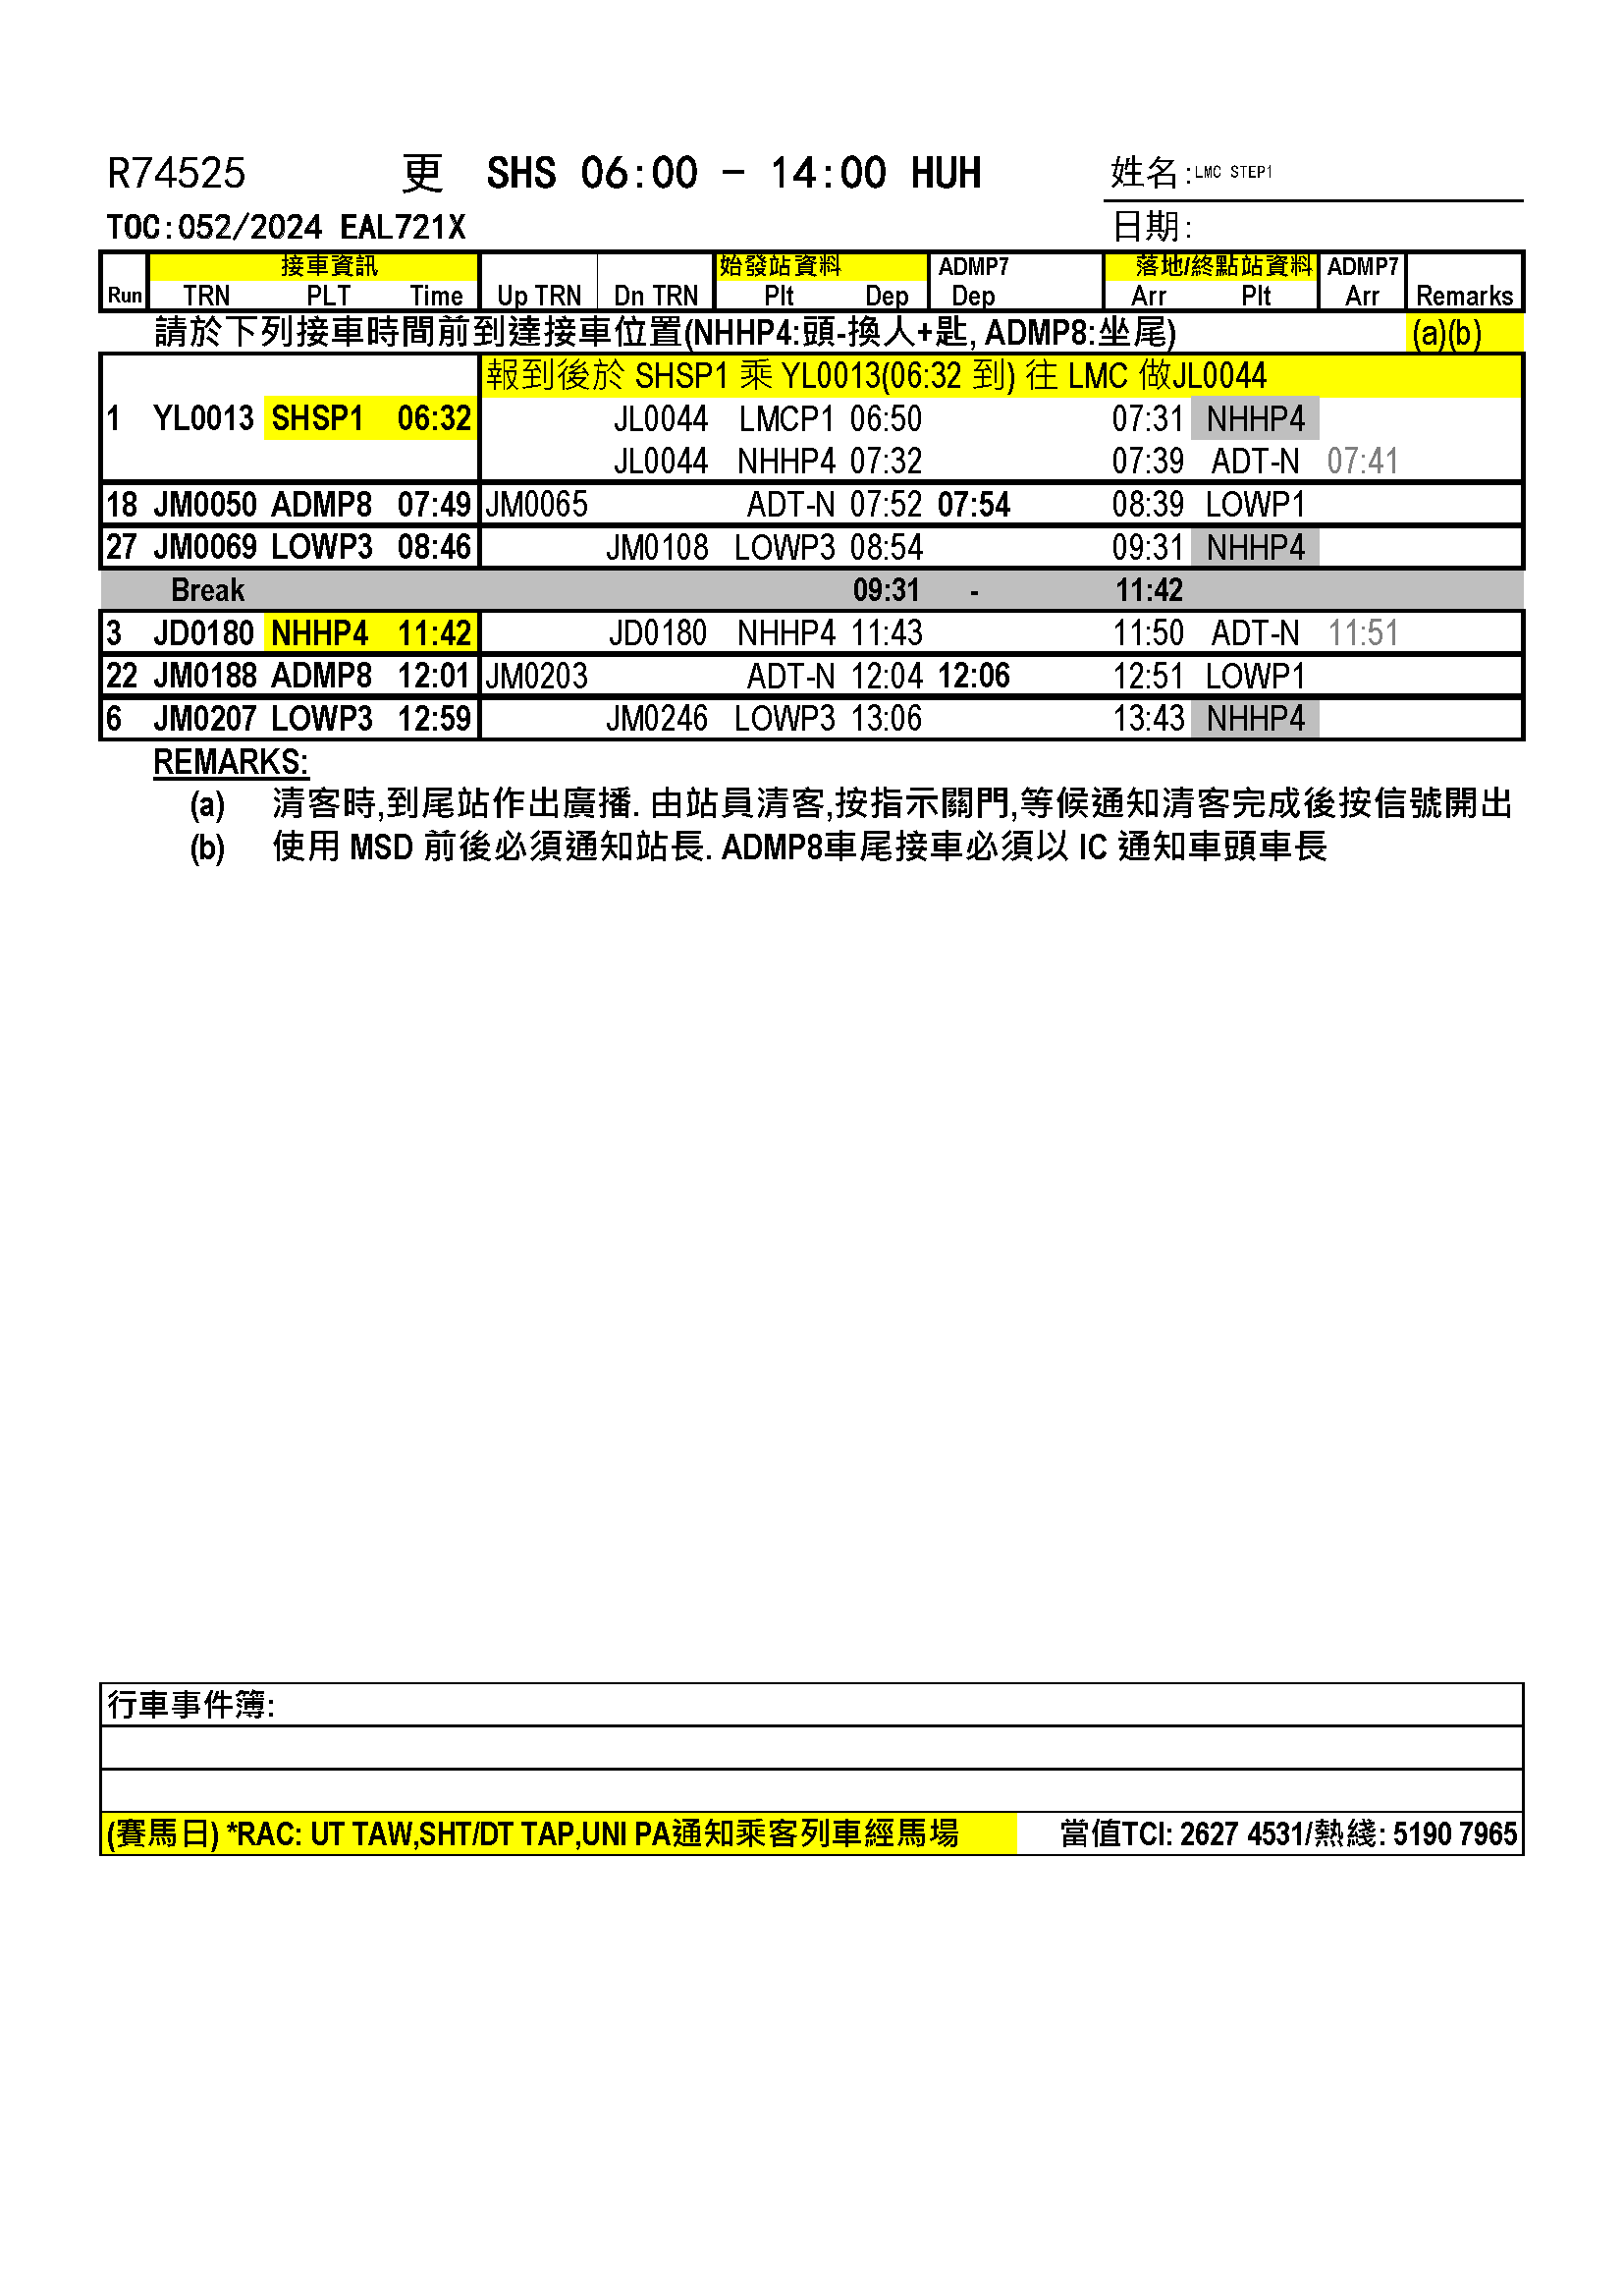 R74525 更 SHS 06:00 - 14:00 HUH 姓名:LMC STEP1
TOC:052/2024 EAL721X 日期:
接車資訊 始發站資料 ADMP7 落地/終點站資料 ADMP7
Run TRN PLT Time Up TRN Dn TRN Plt Dep Dep Arr Plt Arr Remarks
請於下列接車時間前到達接車位置(NHHP4:頭-換人+匙, ADMP8:坐尾) (a)(b)
報到後於 SHSP1 乘 YL0013(06:32 到) 往 LMC 做JL0044
1 YL0013 SHSP1 06:32 JL0044 LMCP1 06:50 07:31 NHHP4
JL0044 NHHP4 07:32 07:39 ADT-N 07:41
18 JM0050 ADMP8 07:49 JM0065 ADT-N 07:52 07:54 08:39 LOWP1
27 JM0069 LOWP3 08:46 JM0108 LOWP3 08:54 09:31 NHHP4
Break 09:31 - 11:42
3 JD0180 NHHP4 11:42 JD0180 NHHP4 11:43 11:50 ADT-N 11:51
22 JM0188 ADMP8 12:01 JM0203 ADT-N 12:04 12:06 12:51 LOWP1
6 JM0207 LOWP3 12:59 JM0246 LOWP3 13:06 13:43 NHHP4
REMARKS:
(a) 清客時,到尾站作出廣播. 由站員清客,按指示關門,等候通知清客完成後按信號開出
(b) 使用 MSD 前後必須通知站長. ADMP8車尾接車必須以 IC 通知車頭車長
行車事件簿:
(賽馬日) *RAC: UT TAW,SHT/DT TAP,UNI PA通知乘客列車經馬場 當值TCI: 2627 4531/熱綫: 5190 7965